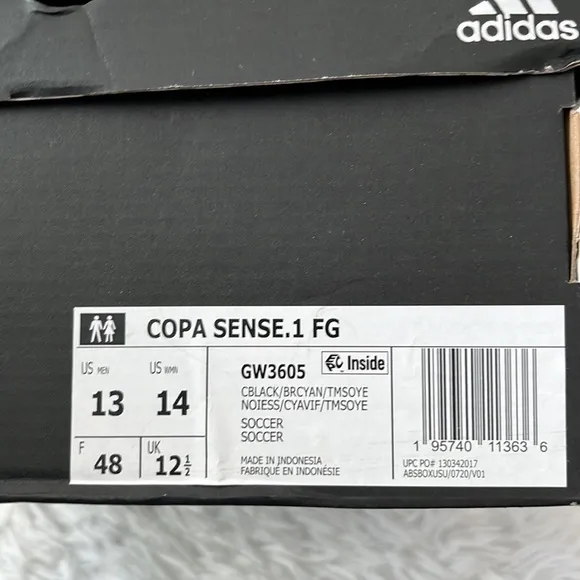 adidas
COPA SENSE.1 FG
US MEN
13
US WMN
14
F
48
UK
12½
GW3605
Inside
CBLACK/BRCYAN/TMSOYE
NOIESS/CYAVIF/TMSOYE
SOCCER
SOCCER
MADE IN INDONESIA
FABRIQUÉ EN INDONÉSIE
1 95740 11363 6
UPC PO# 130342017
ABSBOXUSU/0720/V01